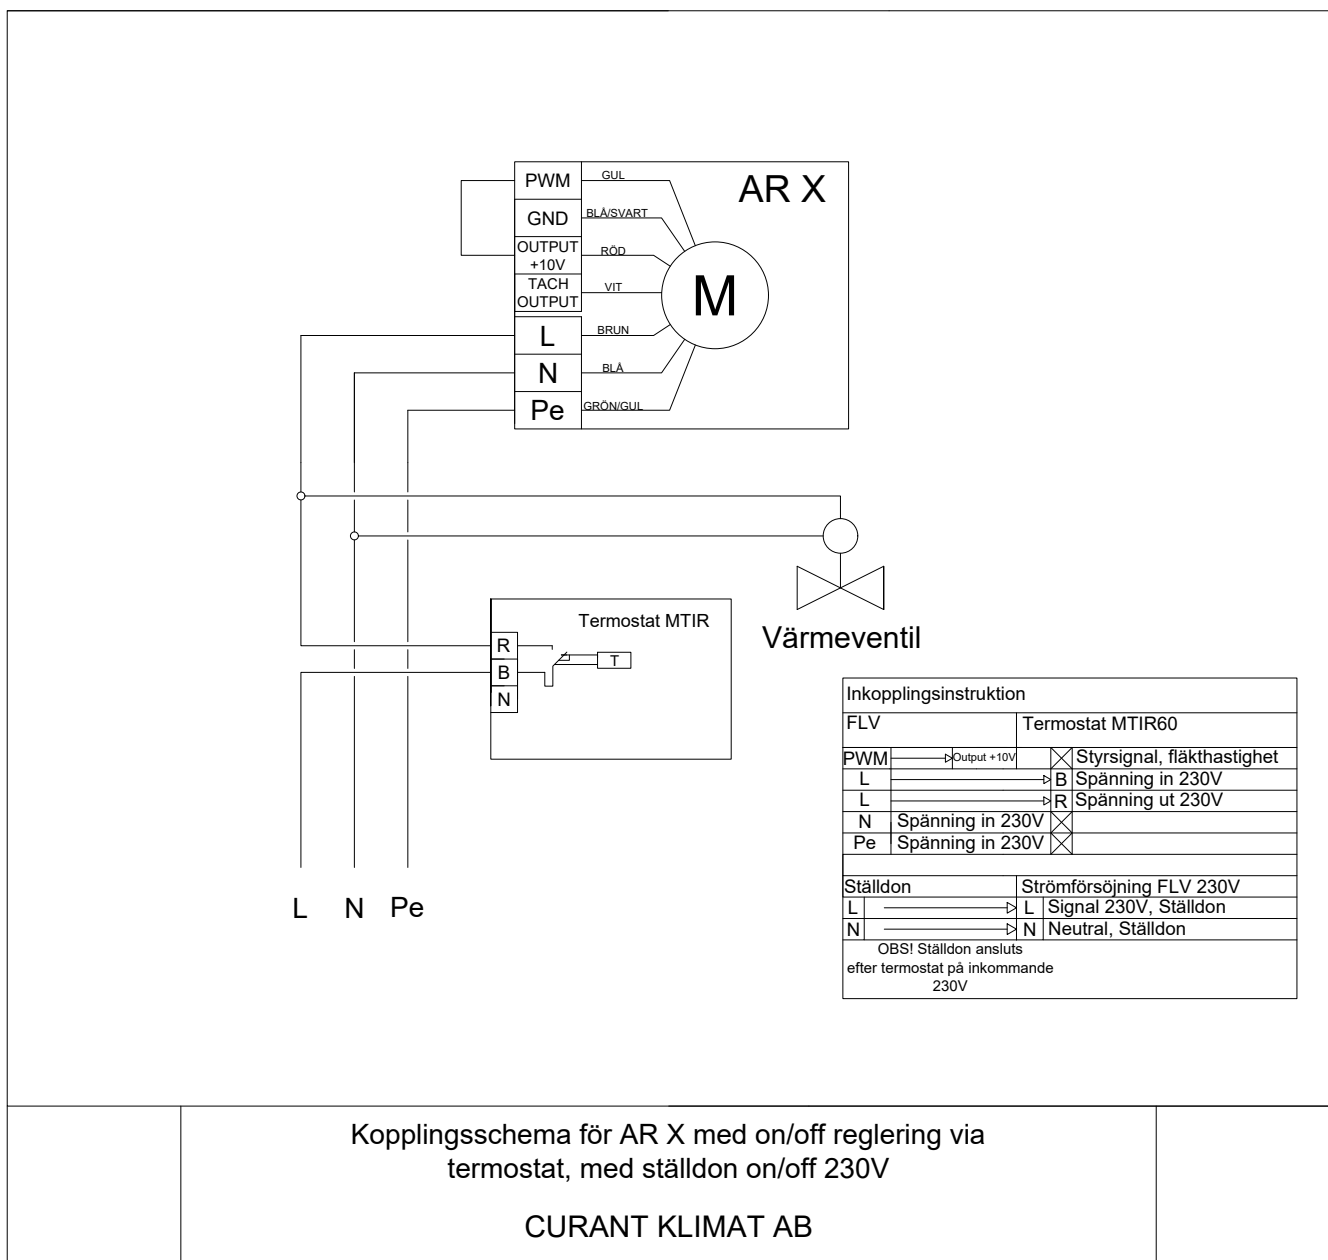 AR X
PWM GUL
GND BLÅ/SVART
OUTPUT
+10V RÖD
TACH
OUTPUT VIT
M
L BRUN
N BLÅ
Pe GRÖN/GUL
Värmeventil
Termostat MTIR
R
B
N
T
L N Pe
Inkopplingsinstruktion
FLV Termostat MTIR60
PWM Output +10V Styrsignal, fläkthastighet
L B Spänning in 230V
L R Spänning ut 230V
N Spänning in 230V
Pe Spänning in 230V
Ställdon Strömförsöjning FLV 230V
L L Signal 230V, Ställdon
N N Neutral, Ställdon
OBS! Ställdon ansluts
efter termostat på inkommande
230V
Kopplingsschema för AR X med on/off reglering via
termostat, med ställdon on/off 230V
CURANT KLIMAT AB